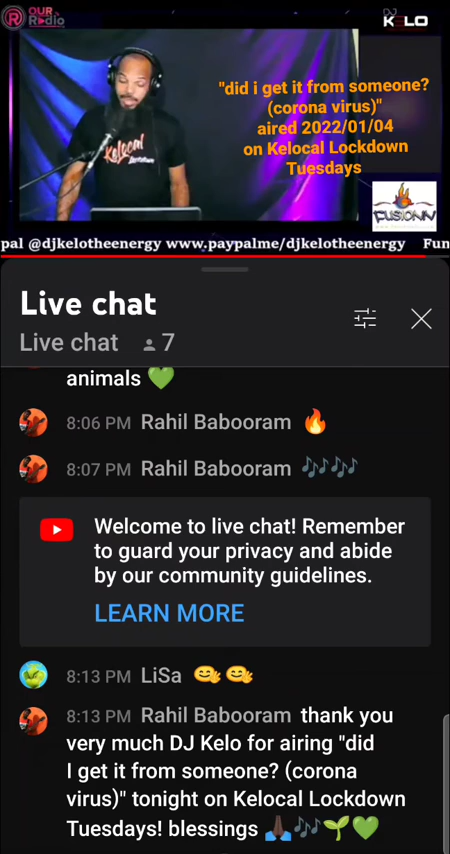 OUR
Radio
DJ
KELO
"did i get it from someone?
(corona virus)"
aired 2022/01/04
on Kelocal Lockdown
Tuesdays
Kelocal
FUSIONN
pal @djkelotheenergy www.paypalme/djkelotheenergy Fun
Live chat
Live chat 7
animals 💚
8:06 PM Rahil Babooram 🔥
8:07 PM Rahil Babooram 🎶🎶
Welcome to live chat! Remember
to guard your privacy and abide
by our community guidelines.
LEARN MORE
8:13 PM LiSa 🤗🤗
8:13 PM Rahil Babooram thank you
very much DJ Kelo for airing "did
I get it from someone? (corona
virus)" tonight on Kelocal Lockdown
Tuesdays! blessings 🙏🏿🎶🌱💚